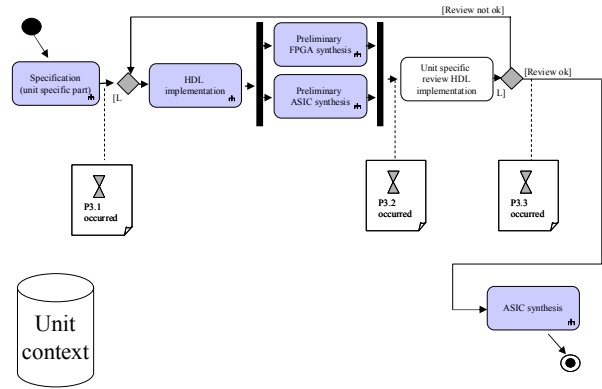 [Review not ok]
Preliminary
FPGA synthesis
Specification
(unit specific part)
[L
HDL
implementation
Preliminary
ASIC synthesis
Unit specific
review HDL
implementation
L]
[Review ok]
P3.1
occurred
P3.2
occurred
P3.3
occurred
Unit
context
ASIC synthesis